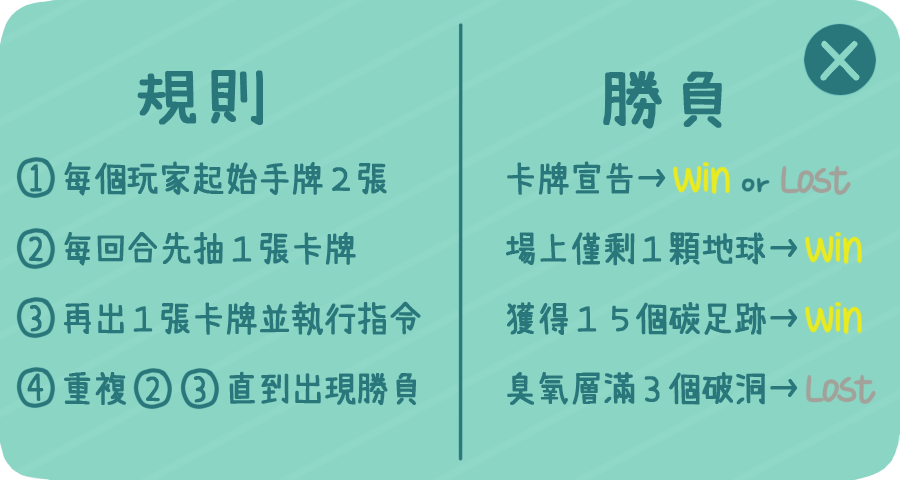 規則
①每個玩家起始手牌2張
②每回合先抽1張卡牌
③再出1張卡牌並執行指令
④重複②③直到出現勝負
勝負
卡牌宣告→win or Lost
場上僅剩1顆地球→win
獲得15個碳足跡→win
臭氧層滿3個破洞→Lost